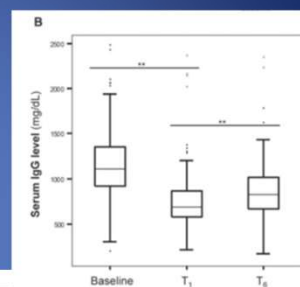 B
2500
**
2000
1500
**
1000
500
Serum IgG level (mg/dL)
Baseline
T1
T6